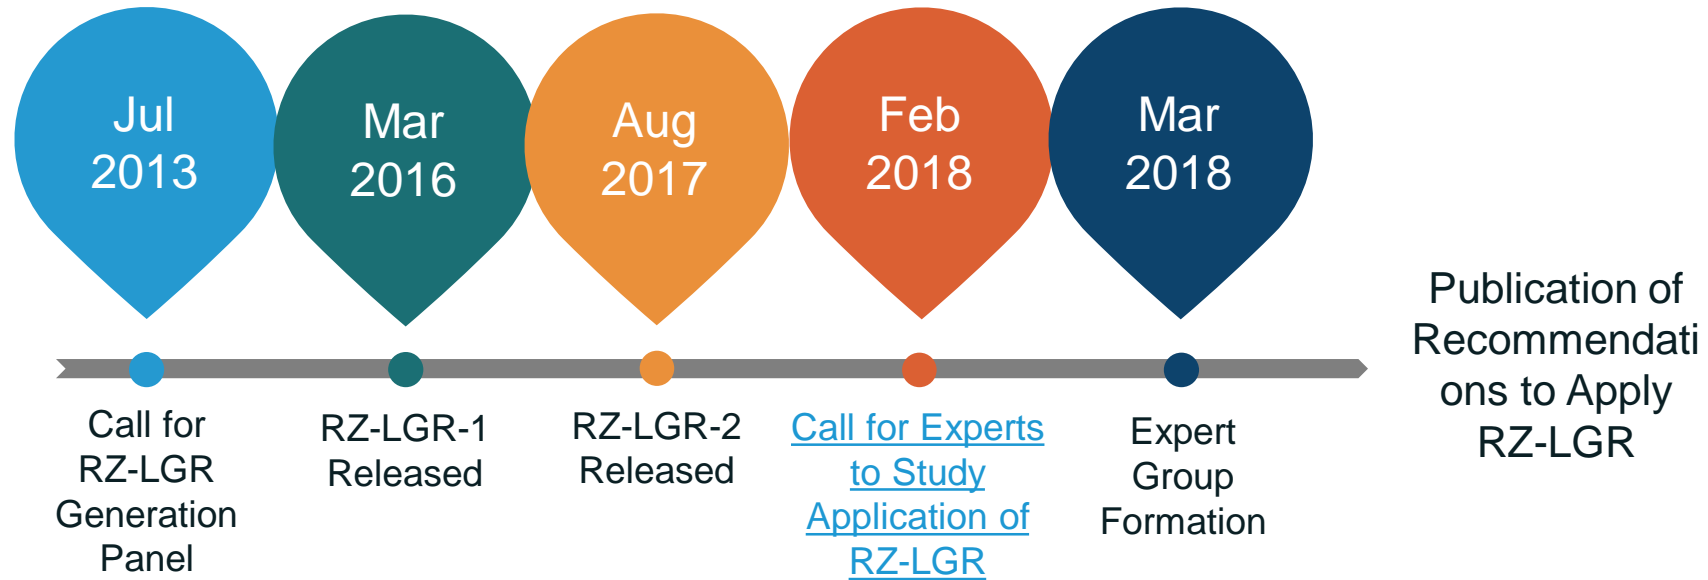 Jul
2013
Mar
2016
Aug
2017
Feb
2018
Mar
2018
Call for
RZ-LGR
Generation
Panel
RZ-LGR-1
Released
RZ-LGR-2
Released
Call for Experts
to Study
Application of
RZ-LGR
Expert
Group
Formation
Publication of
Recommendati
ons to Apply
RZ-LGR